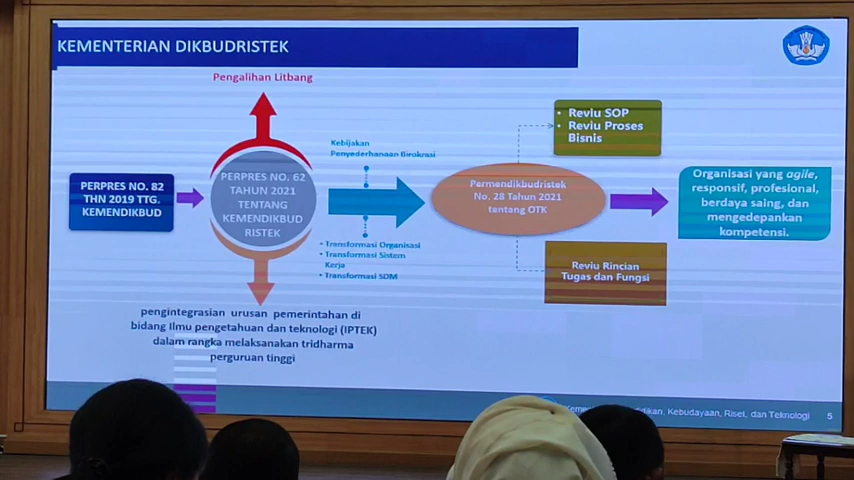 KEMENTERIAN DIKBUDRISTEK
Pengalihan Litbang
PERPRES NO. 82
THN 2019 TTG.
KEMENDIKBUD
PERPRES NO. 62
TAHUN 2021
TENTANG
KEMENDIKBUD
RISTEK
pengintegrasian urusan pemerintahan di
bidang Ilmu pengetahuan dan teknologi (IPTEK)
dalam rangka melaksanakan tridharma
perguruan tinggi
Kebijakan
Penyederhanaan Birokrasi
• Transformasi Organisasi
• Transformasi Sistem
Kerja
• Transformasi SDM
Permendikbudristek
No. 28 Tahun 2021
tentang OTK
• Reviu SOP
• Reviu Proses
Bisnis
Reviu Rincian
Tugas dan Fungsi
Organisasi yang agile,
responsif, profesional,
berdaya saing, dan
mengedepankan
kompetensi.
Kebudayaan, Riset, dan Teknologi
5